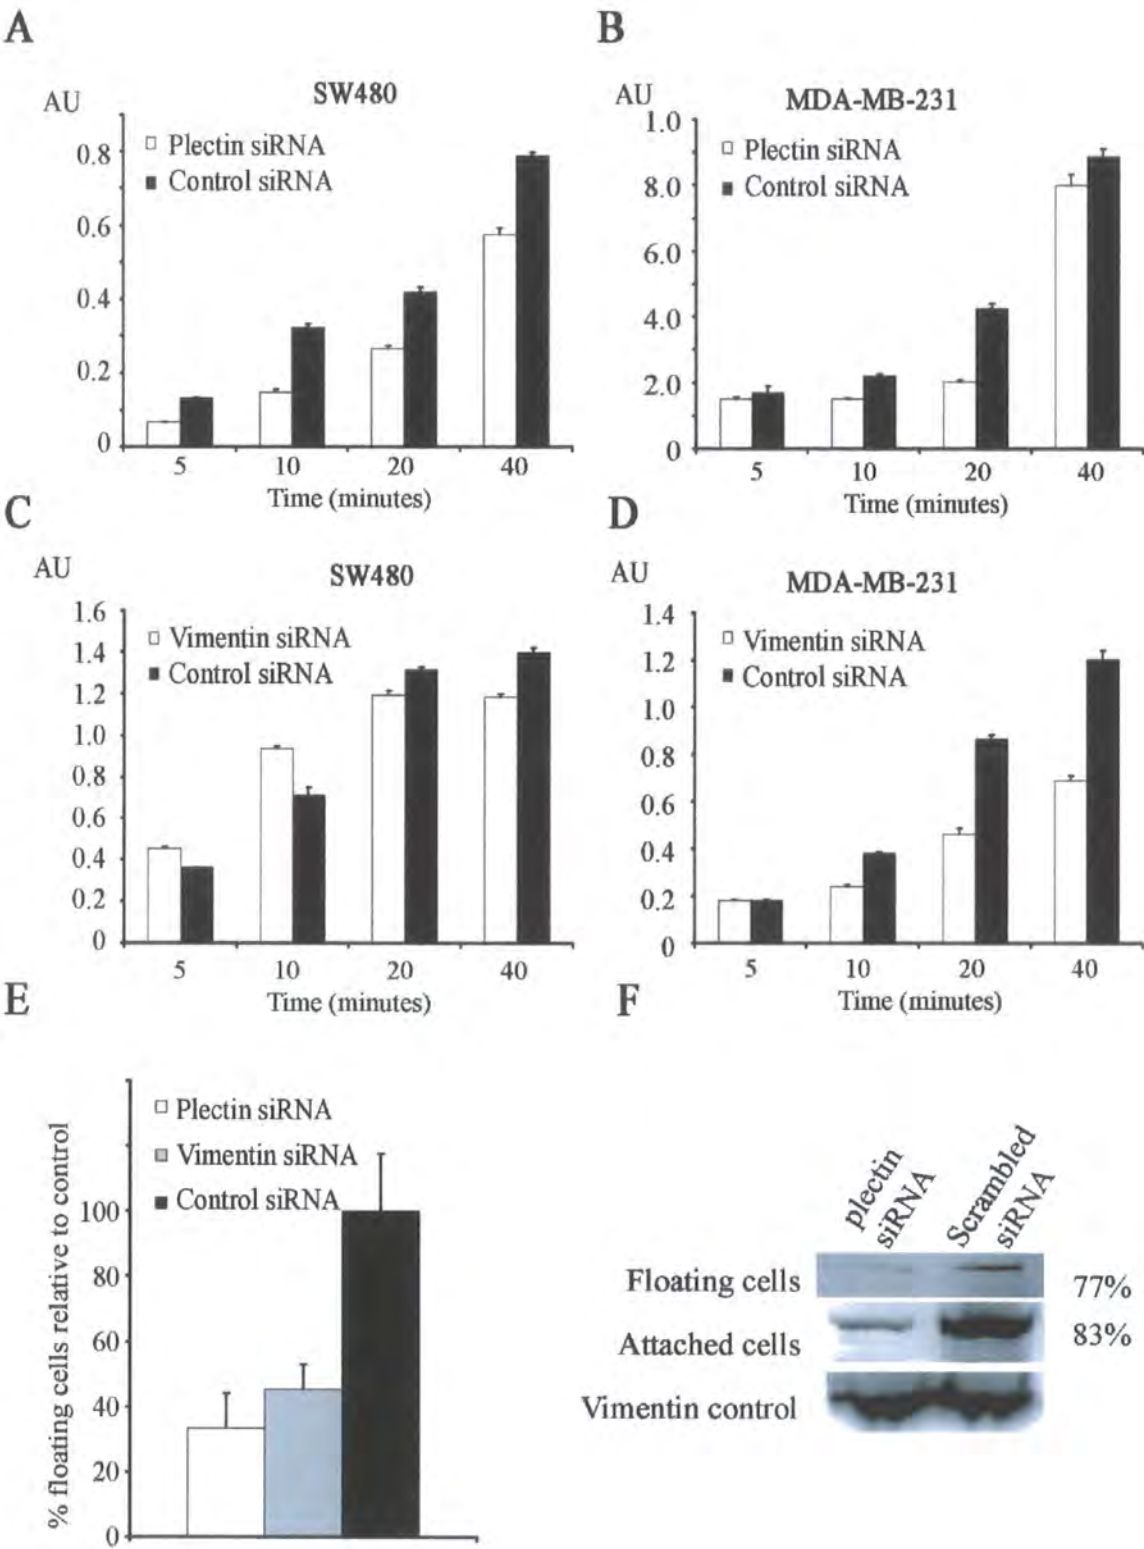 A
SW480
AU
Plectin siRNA
Control siRNA
0.8
0.6
0.4
0.2
0
5 10 20 40
Time (minutes)
B
MDA-MB-231
AU
Plectin siRNA
Control siRNA
1.0
8.0
6.0
4.0
2.0
0
5 10 20 40
Time (minutes)
C
SW480
AU
Vimentin siRNA
Control siRNA
1.6
1.4
1.2
1.0
0.8
0.6
0.4
0.2
0
5 10 20 40
Time (minutes)
D
MDA-MB-231
AU
Vimentin siRNA
Control siRNA
1.4
1.2
1.0
0.8
0.6
0.4
0.2
0
5 10 20 40
Time (minutes)
E
% floating cells relative to control
Plectin siRNA
Vimentin siRNA
Control siRNA
100
80
60
40
20
0
F
plectin
siRNA
Scrambled
siRNA
Floating cells 77%
Attached cells 83%
Vimentin control